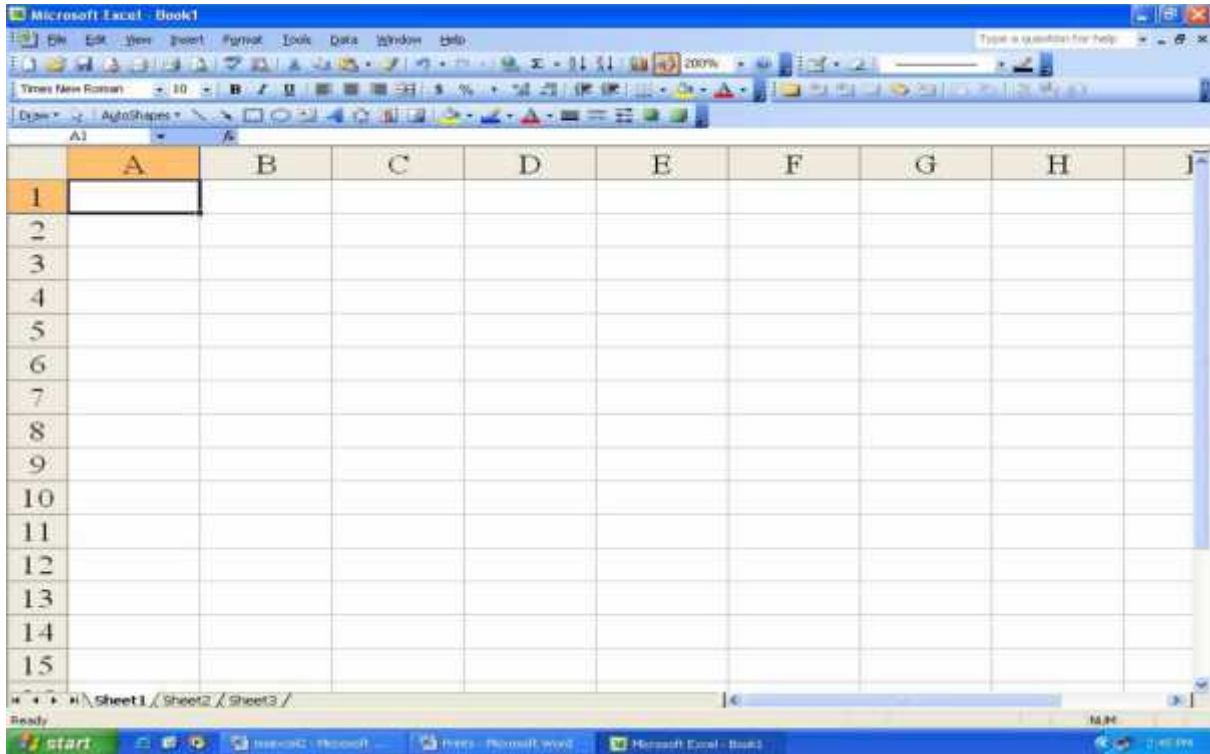 Microsoft Excel - Book1
File Edit View Insert Format Tools Data Window Help Type a question for help
200%
Times New Roman 10 B I U $ %
Draw AutoShapes
A1 fx
A B C D E F G H I
1
2
3
4
5
6
7
8
9
10
11
12
13
14
15
Sheet1 / Sheet2 / Sheet3 /
Ready NUM
start Microsoft ... Microsoft Word Microsoft Excel - Book1